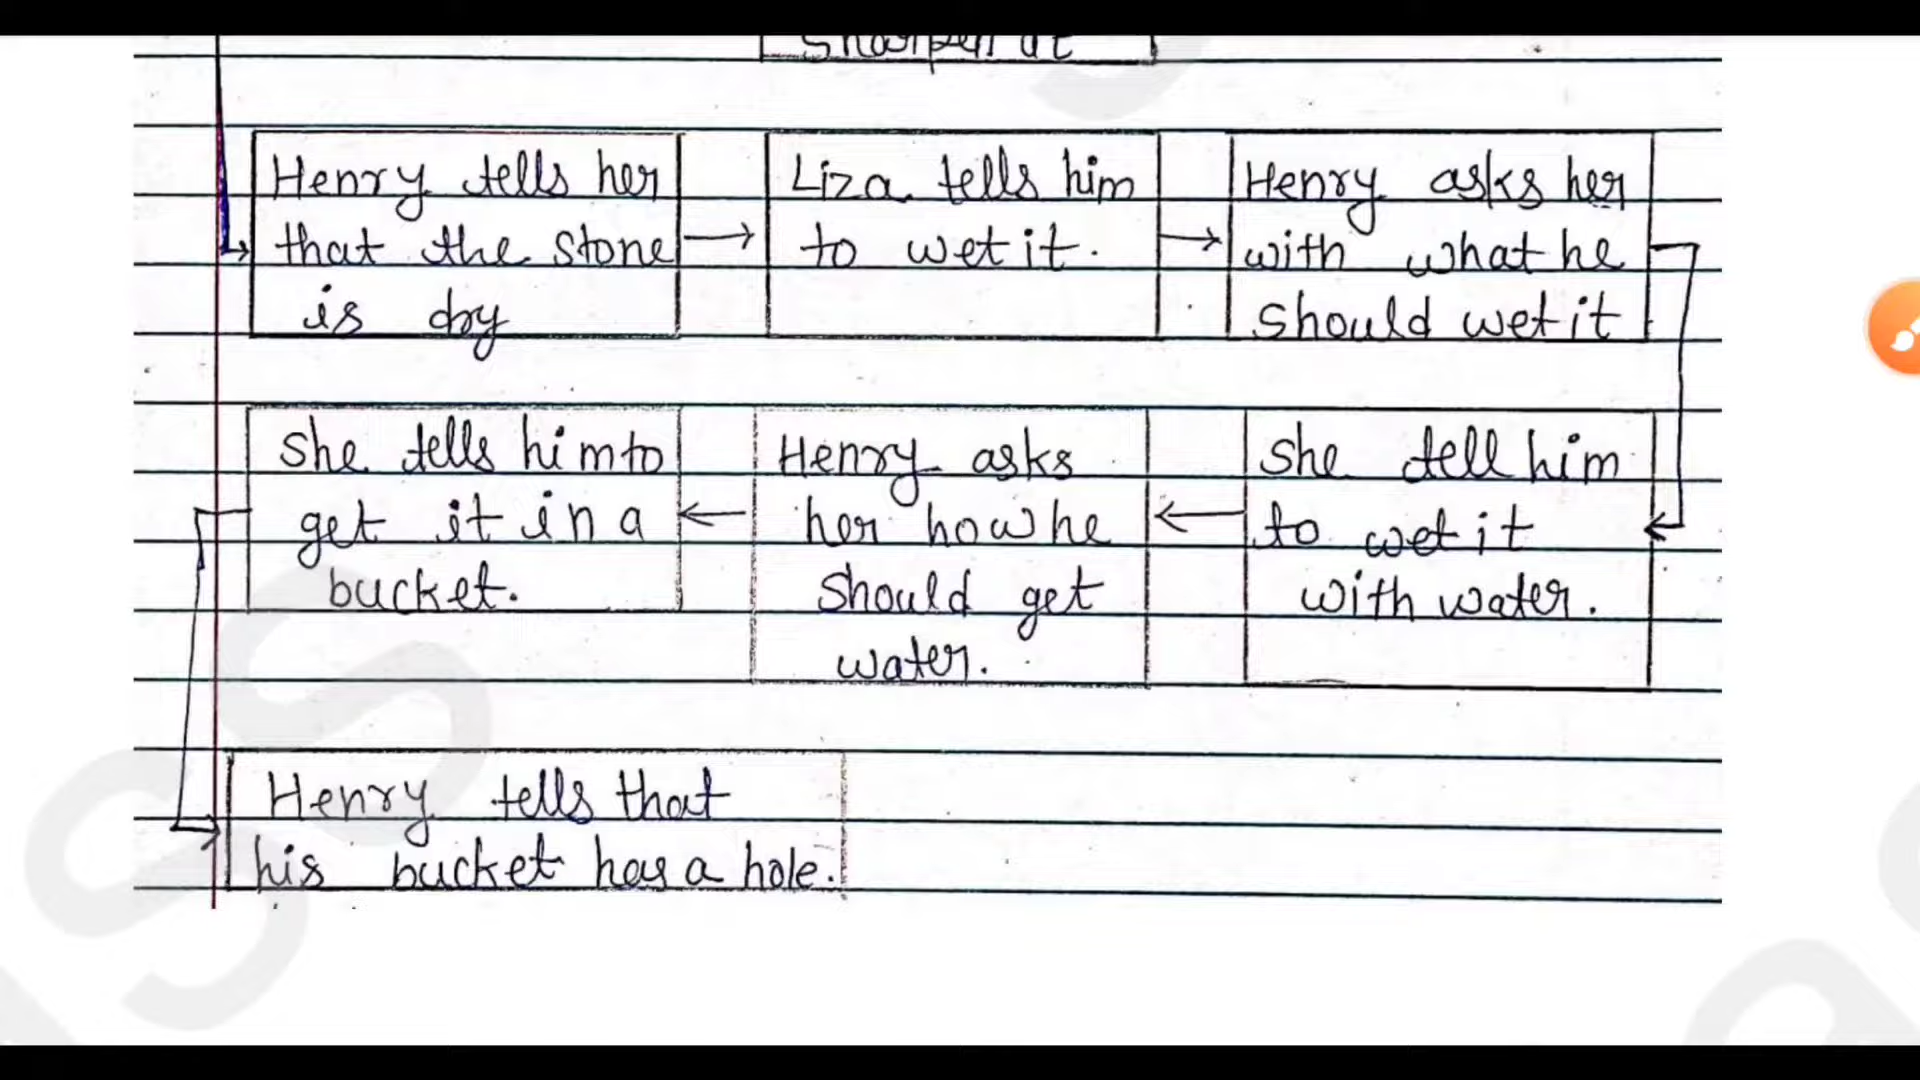 Sharpen it
Henry tells her
that the stone
is dry
Liza tells him
to wet it.
Henry asks her
with what he
should wet it
She tell him
to wet it
with water.
Henry asks
her how he
should get
water.
She tells him to
get it in a
bucket.
Henry tells that
his bucket has a hole.